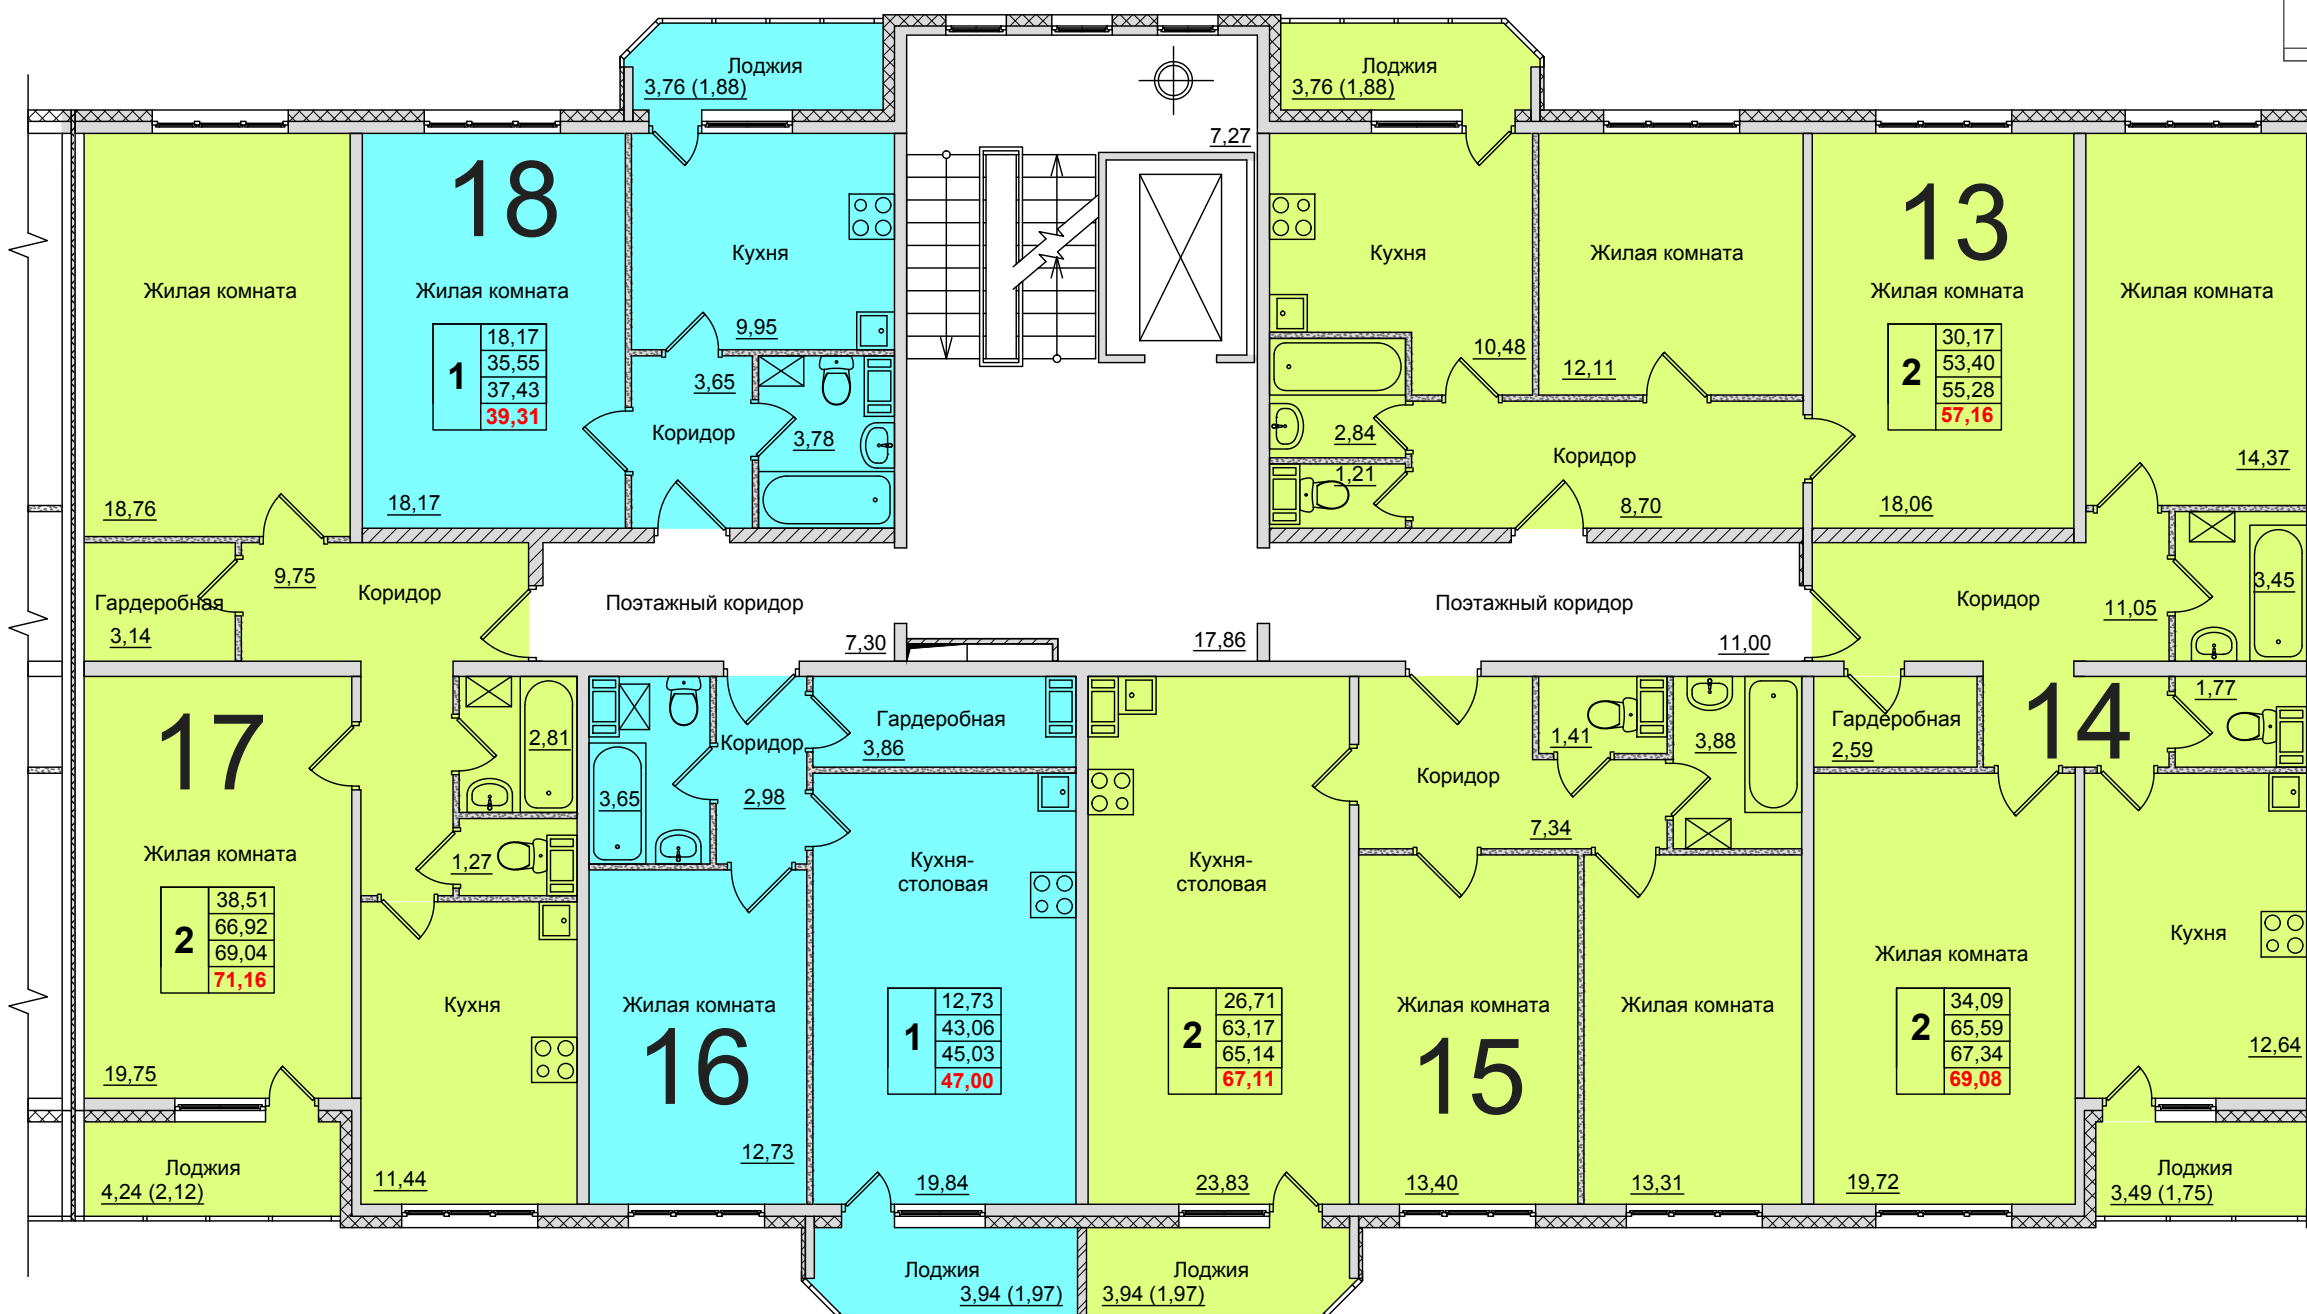 Лоджия
3,76 (1,88)
Лоджия
3,76 (1,88)
7,27
18
13
Кухня
Кухня
Жилая комната
Жилая комната
Жилая комната
Жилая комната
Жилая комната
1
18,17
35,55
37,43
39,31
9,95
10,48
12,11
2
30,17
53,40
55,28
57,16
3,65
Коридор
3,78
2,84
1,21
Коридор
8,70
18,06
14,37
18,76
18,17
9,75
Коридор
Гардеробная
3,14
Поэтажный коридор
7,30
17,86
Поэтажный коридор
11,00
Коридор
11,05
3,45
17
2,81
Коридор
3,65
2,98
Гардеробная
3,86
1,41
3,88
Коридор
7,34
Гардеробная
2,59
14
1,77
Жилая комната
1,27
2
38,51
66,92
69,04
71,16
Кухня-
столовая
Кухня-
столовая
Кухня
Жилая комната
Кухня
Жилая комната
16
1
12,73
43,06
45,03
47,00
2
26,71
63,17
65,14
67,11
Жилая комната
15
Жилая комната
2
34,09
65,59
67,34
69,08
12,64
19,75
11,44
12,73
19,84
23,83
13,40
13,31
19,72
Лоджия
4,24 (2,12)
Лоджия
3,49 (1,75)
Лоджия
3,94 (1,97)
Лоджия
3,94 (1,97)